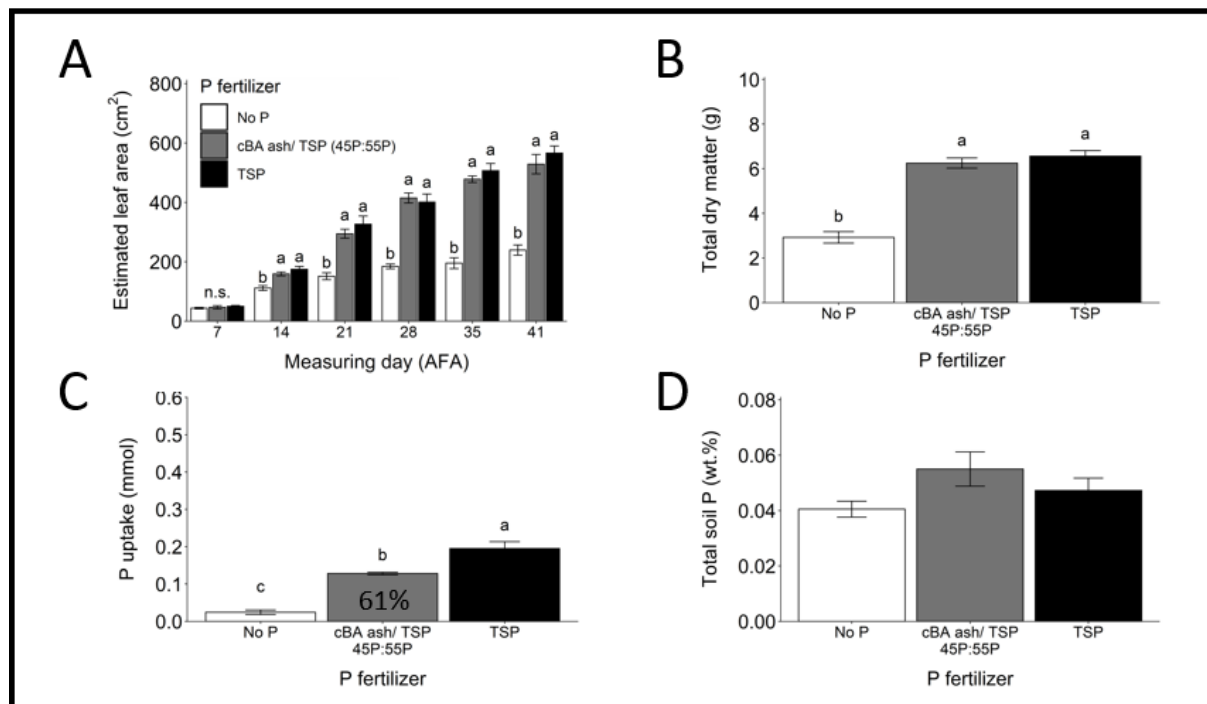 A
Estimated leaf area (cm²)
800
600
400
200
0
P fertilizer
No P
cBA ash/ TSP (45P:55P)
TSP
n.s.
b a a
b a a
b a a
b a a
b a a
7 14 21 28 35 41
Measuring day (AFA)
B
Total dry matter (g)
10
8
6
4
2
0
b a a
No P cBA ash/ TSP TSP
45P:55P
P fertilizer
C
P uptake (mmol)
0.6
0.5
0.4
0.3
0.2
0.1
0.0
c b a
61%
No P cBA ash/ TSP TSP
45P:55P
P fertilizer
D
Total soil P (wt.%)
0.08
0.06
0.04
0.02
0.00
No P cBA ash/ TSP TSP
45P:55P
P fertilizer